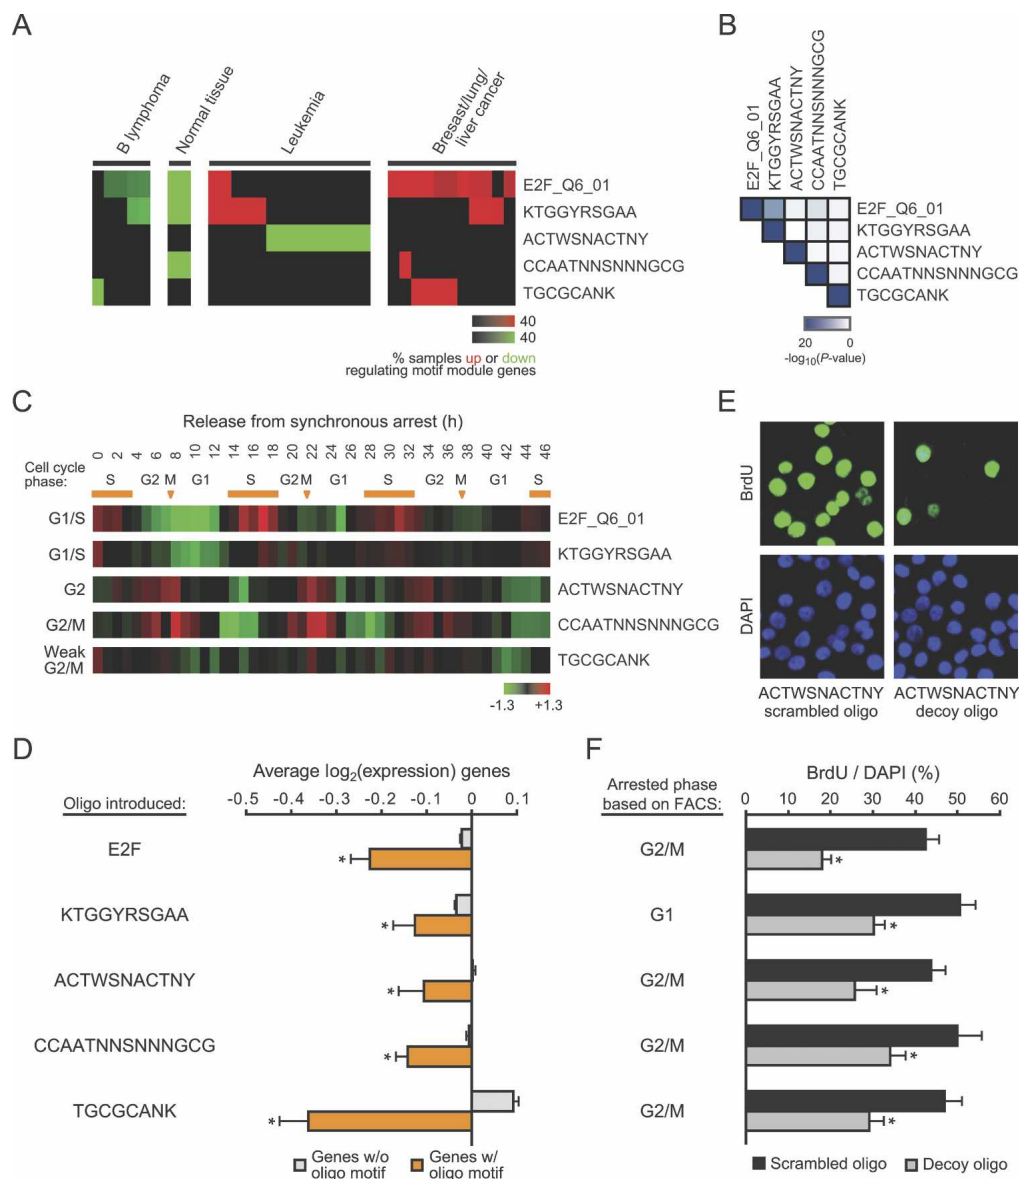 A
B lymphoma
Normal tissue
Leukemia
Bresast/lung/
liver cancer
E2F_Q6_01
KTGGYRSGAA
ACTWSNACTNY
CCAATNNSNNNGCG
TGCGCANK
40
40
% samples up or down
regulating motif module genes
B
E2F_Q6_01
KTGGYRSGAA
ACTWSNACTNY
CCAATNNSNNNGCG
TGCGCANK
E2F_Q6_01
KTGGYRSGAA
ACTWSNACTNY
CCAATNNSNNNGCG
TGCGCANK
20 0
-log10(P-value)
C
Release from synchronous arrest (h)
0 2 4 6 8 10 12 14 16 18 20 22 24 26 28 30 32 34 36 38 40 42 44 46
Cell cycle
phase:
S G2 M G1 S G2 M G1 S G2 M G1 S
G1/S E2F_Q6_01
G1/S KTGGYRSGAA
G2 ACTWSNACTNY
G2/M CCAATNNSNNNGCG
Weak
G2/M
TGCGCANK
-1.3 +1.3
E
BrdU
DAPI
ACTWSNACTNY
scrambled oligo
ACTWSNACTNY
decoy oligo
D
Average log2(expression) genes
Oligo introduced:
-0.5 -0.4 -0.3 -0.2 -0.1 0 0.1
E2F
*
KTGGYRSGAA
*
ACTWSNACTNY
*
CCAATNNSNNNGCG
*
TGCGCANK
*
Genes w/o
oligo motif
Genes w/
oligo motif
F
Arrested phase
based on FACS:
BrdU / DAPI (%)
0 10 20 30 40 50 60
G2/M
*
G1
*
G2/M
*
G2/M
*
G2/M
*
Scrambled oligo Decoy oligo